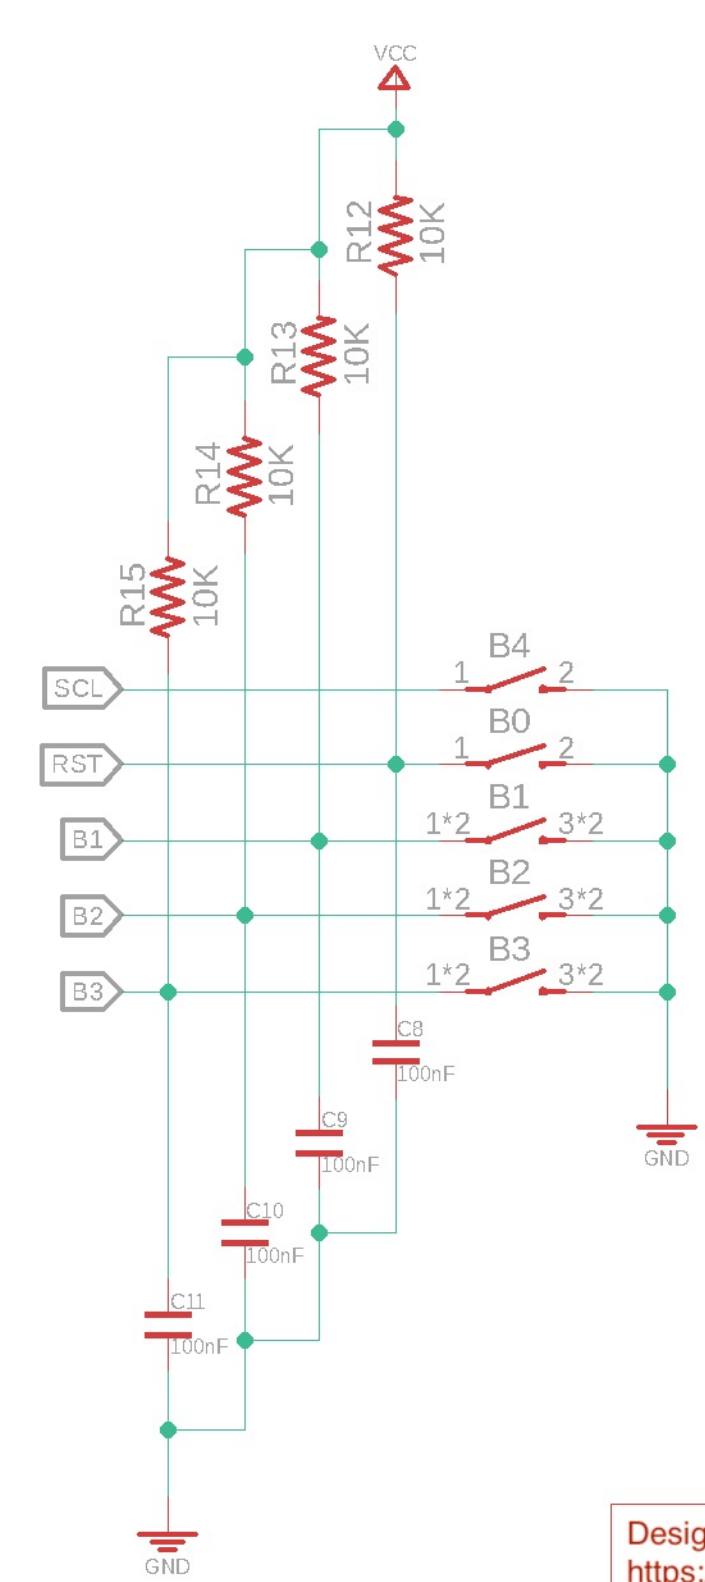 VCC
R12
10K
R13
10K
R14
10K
R15
10K
SCL
1
B4
2
RST
1
B0
2
B1
1*2
B1
3*2
B2
1*2
B2
3*2
B3
1*2
B3
3*2
C8
100nF
C9
100nF
GND
C10
100nF
C11
100nF
GND
Desig
https: